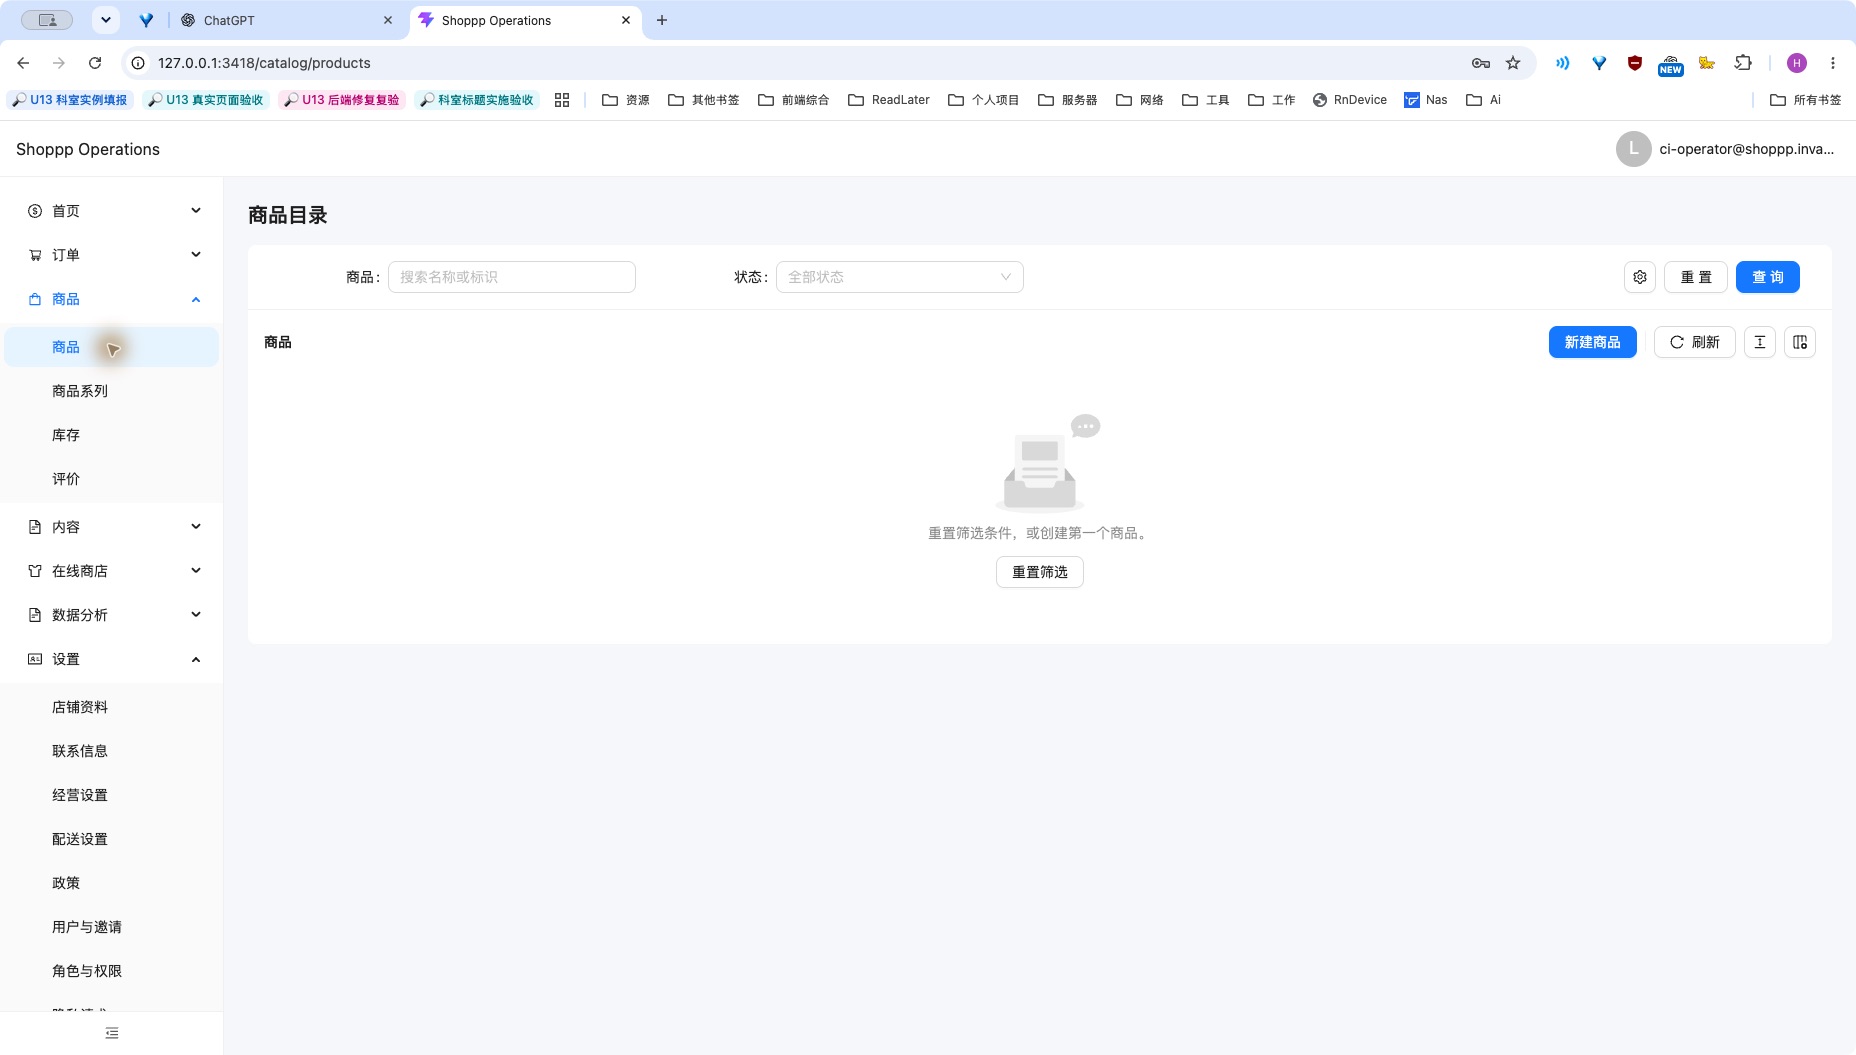 ChatGPT
Shoppp Operations
127.0.0.1:3418/catalog/products
NEW
H
U13 科室实例填报
U13 真实页面验收
U13 后端修复复验
科室标题实施验收
资源
其他书签
前端综合
ReadLater
个人项目
服务器
网络
工具
工作
RnDevice
Nas
Ai
所有书签
Shoppp Operations
L
ci-operator@shoppp.inva...
首页
订单
商品
商品
商品系列
库存
评价
内容
在线商店
数据分析
设置
店铺资料
联系信息
经营设置
配送设置
政策
用户与邀请
角色与权限
商品目录
商品: 搜索名称或标识
状态: 全部状态
重 置
查 询
商品
新建商品
刷新
重置筛选条件，或创建第一个商品。
重置筛选